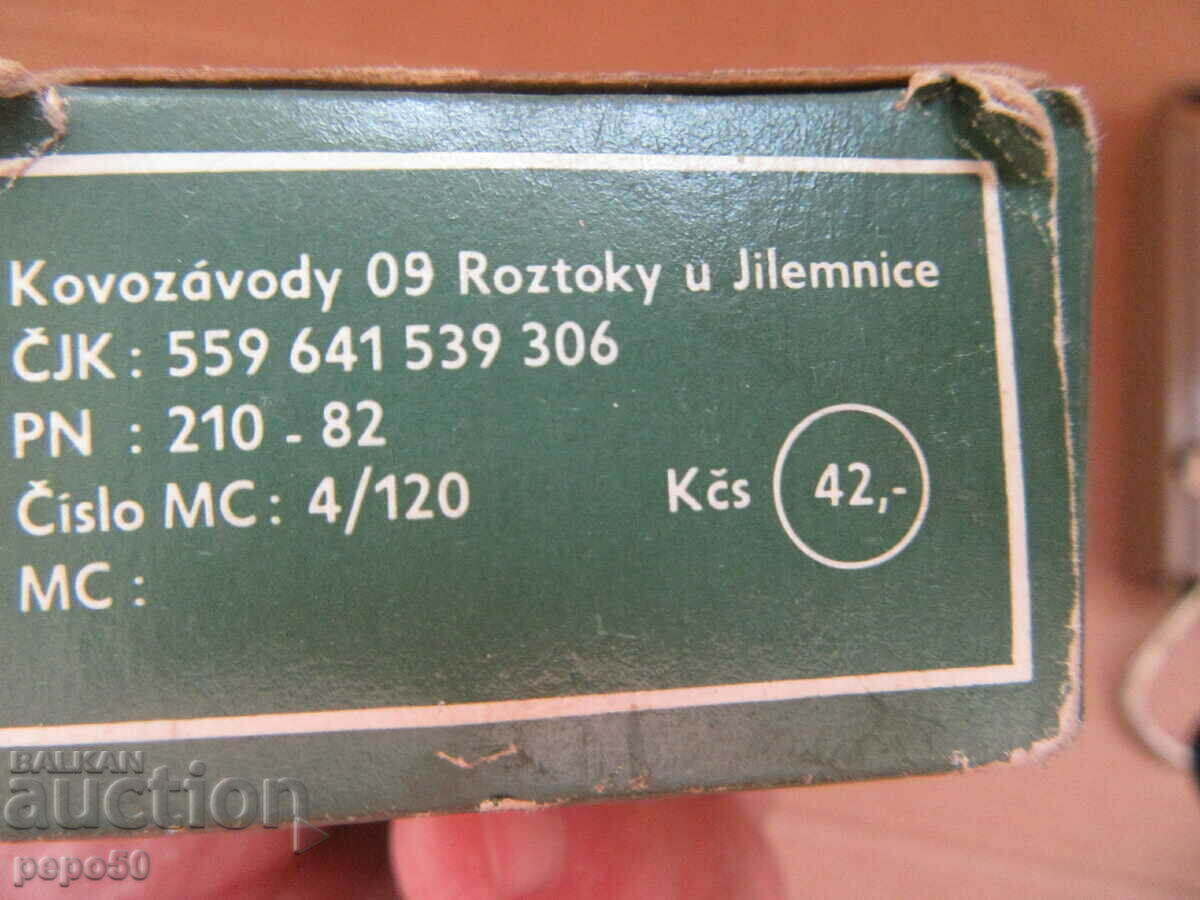 Kovozávody 09 Roztoky u Jilemnice
ČJK : 559 641 539 306
PN : 210 - 82
Číslo MC : 4/120
Kčs 42,-
MC :
BALKAN
auction
pepo50